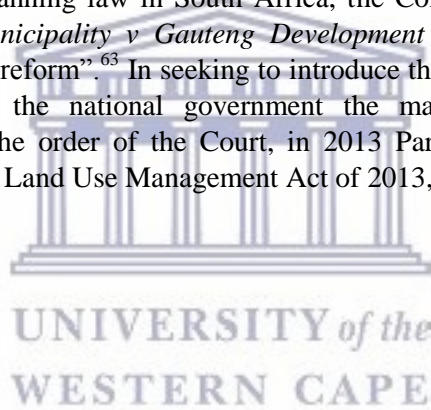 anning law in South Africa, the Co
nicipality v Gauteng Development
reform”.63 In seeking to introduce th
the national government the ma
he order of the Court, in 2013 Par
Land Use Management Act of 2013,
UNIVERSITY of the
WESTERN CAPE